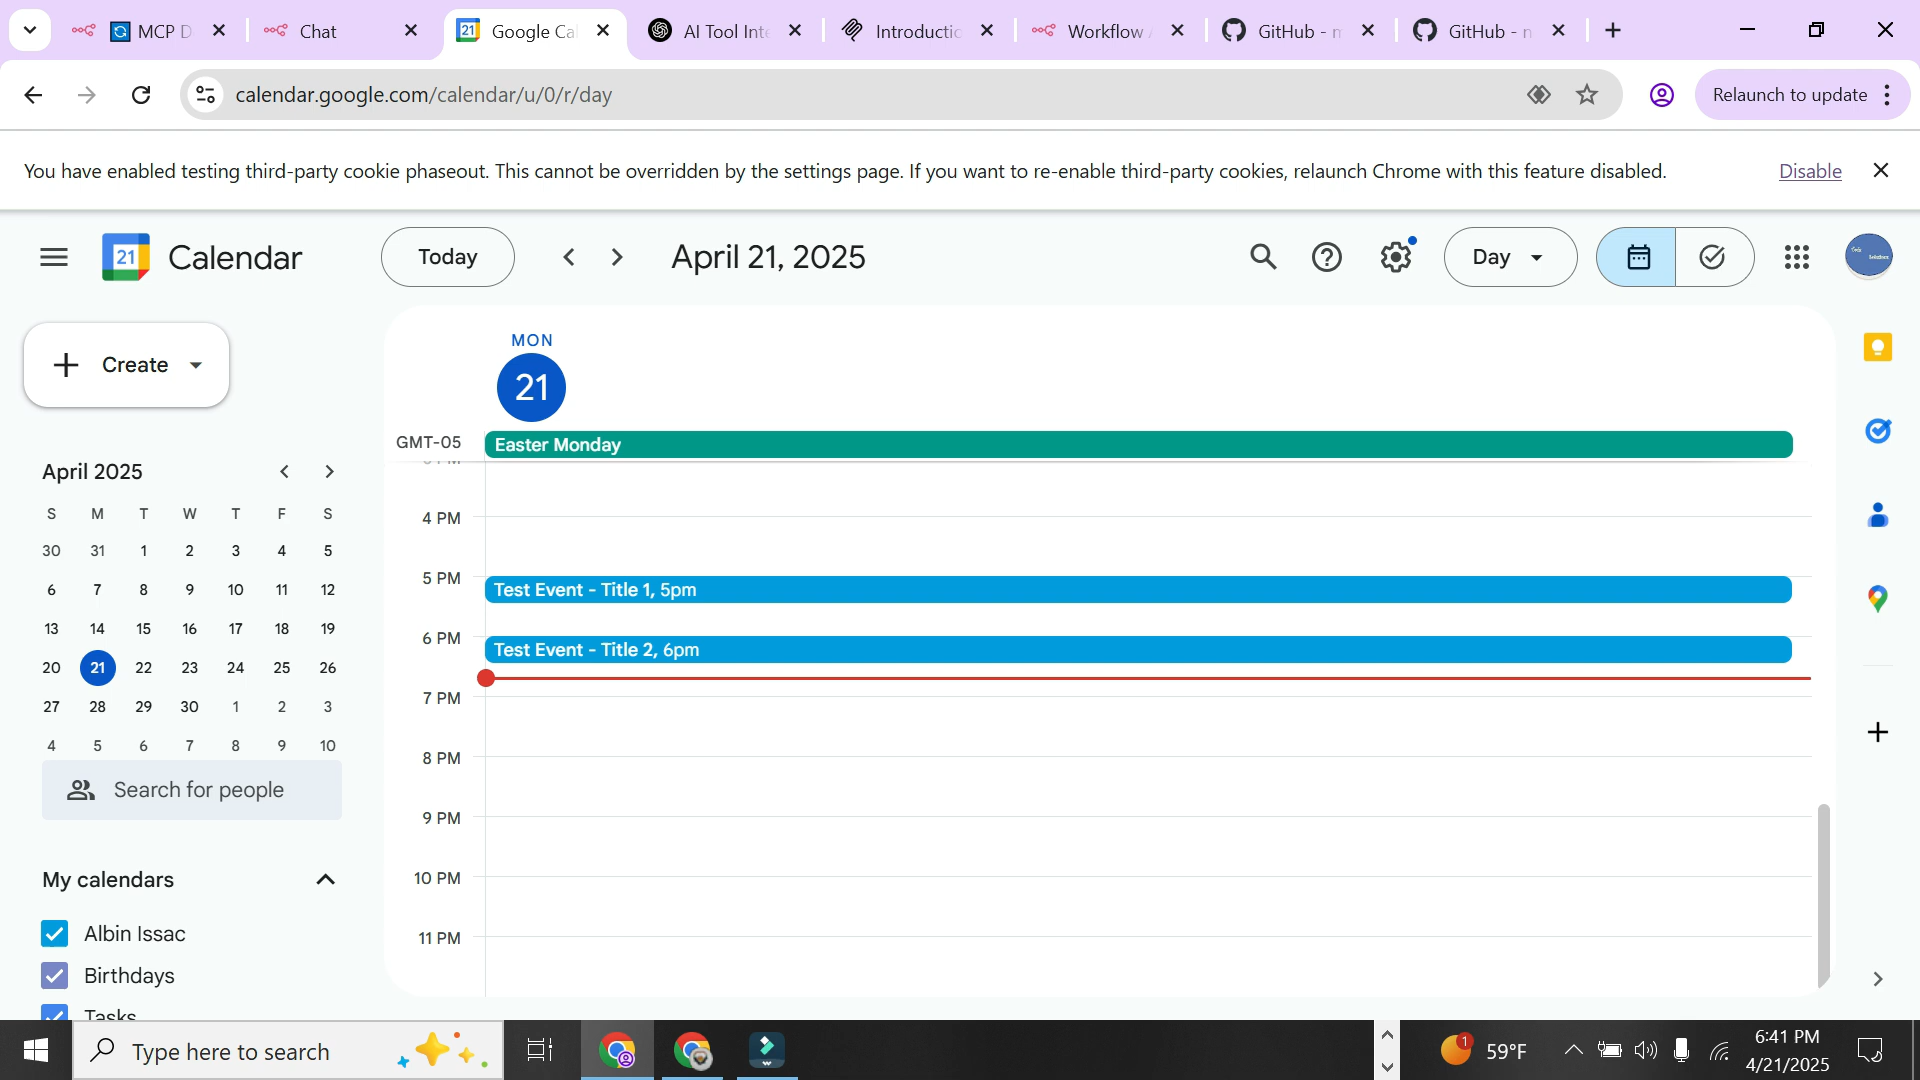 MCP D
Chat
Google Ca
AI Tool Inte
Introductio
Workflow
GitHub - n
GitHub - n
calendar.google.com/calendar/u/0/r/day
Relaunch to update
You have enabled testing third-party cookie phaseout. This cannot be overridden by the settings page. If you want to re-enable third-party cookies, relaunch Chrome with this feature disabled.
Disable
21
Calendar
Today
April 21, 2025
Day
Create
MON
21
GMT-05
Easter Monday
April 2025
S M T W T F S
30 31 1 2 3 4 5
6 7 8 9 10 11 12
13 14 15 16 17 18 19
20 21 22 23 24 25 26
27 28 29 30 1 2 3
4 5 6 7 8 9 10
Search for people
My calendars
Albin Issac
Birthdays
Tasks
4 PM
5 PM
Test Event - Title 1, 5pm
6 PM
Test Event - Title 2, 6pm
7 PM
8 PM
9 PM
10 PM
11 PM
Type here to search
1
59°F
6:41 PM
4/21/2025